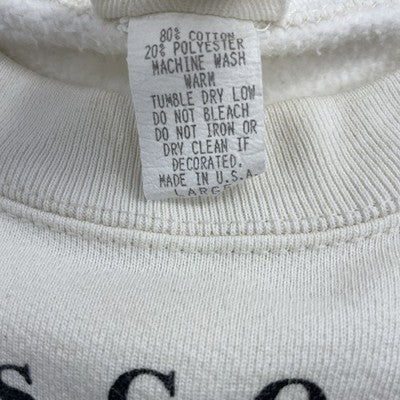 80% COTTON
20% POLYESTER
MACHINE WASH
WARM
TUMBLE DRY LOW
DO NOT BLEACH
DO NOT IRON OR
DRY CLEAN IF
DECORATED.
MADE IN U.S.A.
LARGE
S C O